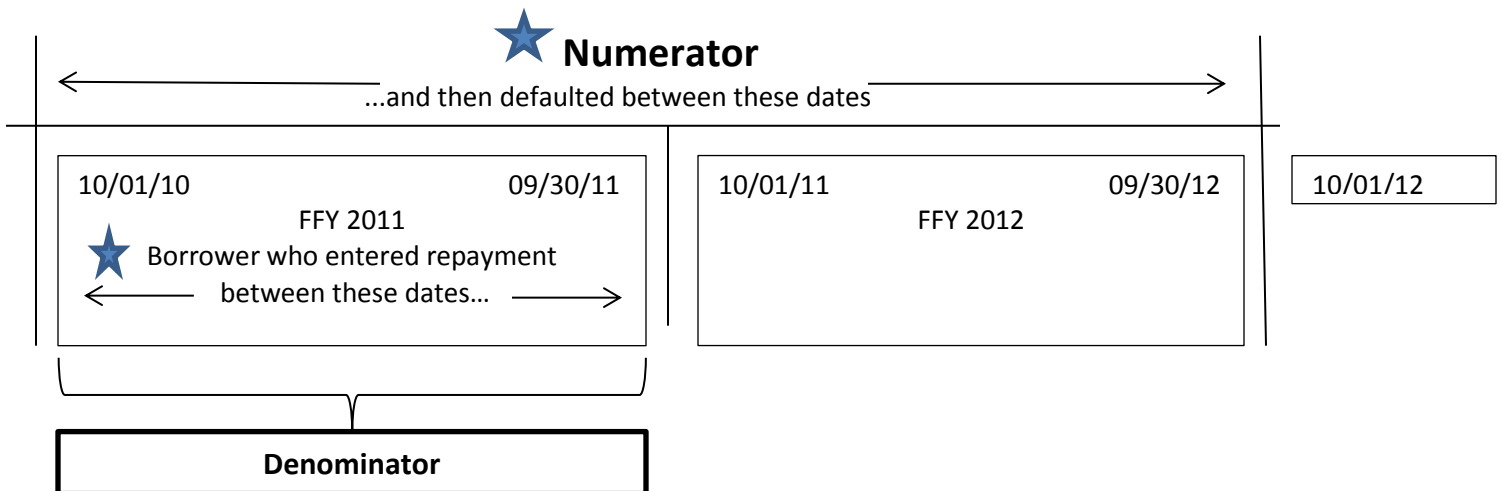 Numerator
...and then defaulted between these dates
10/01/10 09/30/11
FFY 2011
Borrower who entered repayment
between these dates...
10/01/11 09/30/12
FFY 2012
10/01/12
Denominator